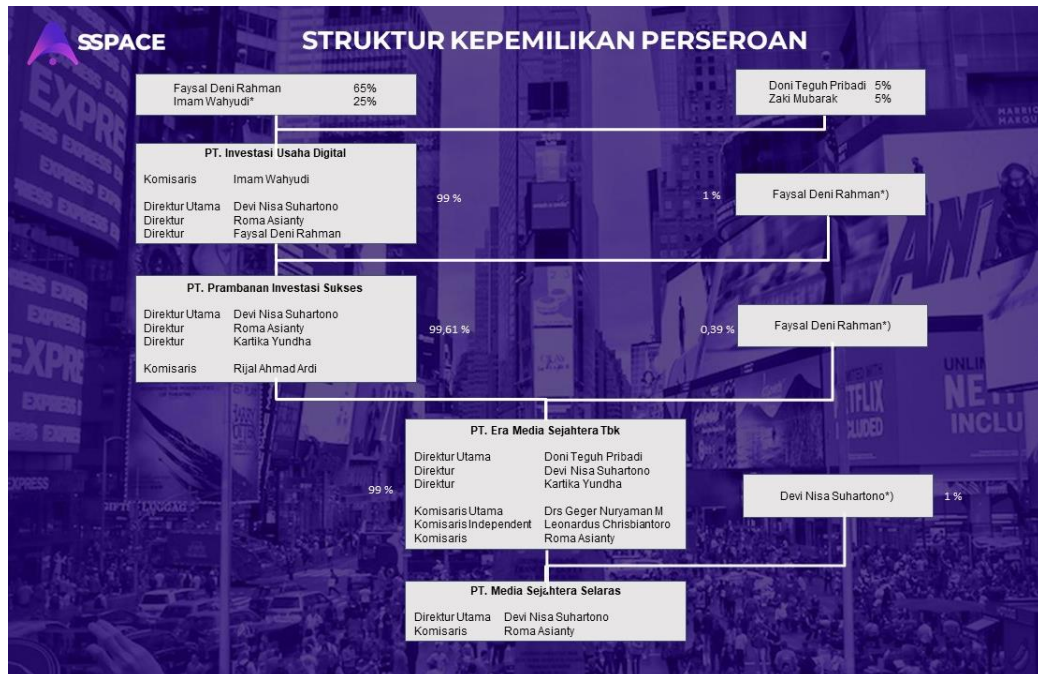 SSPACE
STRUKTUR KEPEMILIKAN PERSEROAN
Faysal Deni Rahman 65%
Imam Wahyudi* 25%
Doni Teguh Pribadi 5%
Zaki Mubarak 5%
PT. Investasi Usaha Digital
Komisaris Imam Wahyudi
Direktur Utama Devi Nisa Suhartono
Direktur Roma Asianty
Direktur Faysal Deni Rahman
99 %
1 %
Faysal Deni Rahman*)
PT. Prambanan Investasi Sukses
Direktur Utama Devi Nisa Suhartono
Direktur Roma Asianty
Direktur Kartika Yundha
Komisaris Rijal Ahmad Ardi
99,61 %
0,39 %
Faysal Deni Rahman*)
PT. Era Media Sejahtera Tbk
Direktur Utama Doni Teguh Pribadi
Direktur Devi Nisa Suhartono
Direktur Kartika Yundha
Komisaris Utama Drs Geger Nuryaman M
Komisaris Independent Leonardus Chrisbiantoro
Komisaris Roma Asianty
99 %
Devi Nisa Suhartono*)
1 %
PT. Media Sejahtera Selaras
Direktur Utama Devi Nisa Suhartono
Komisaris Roma Asianty